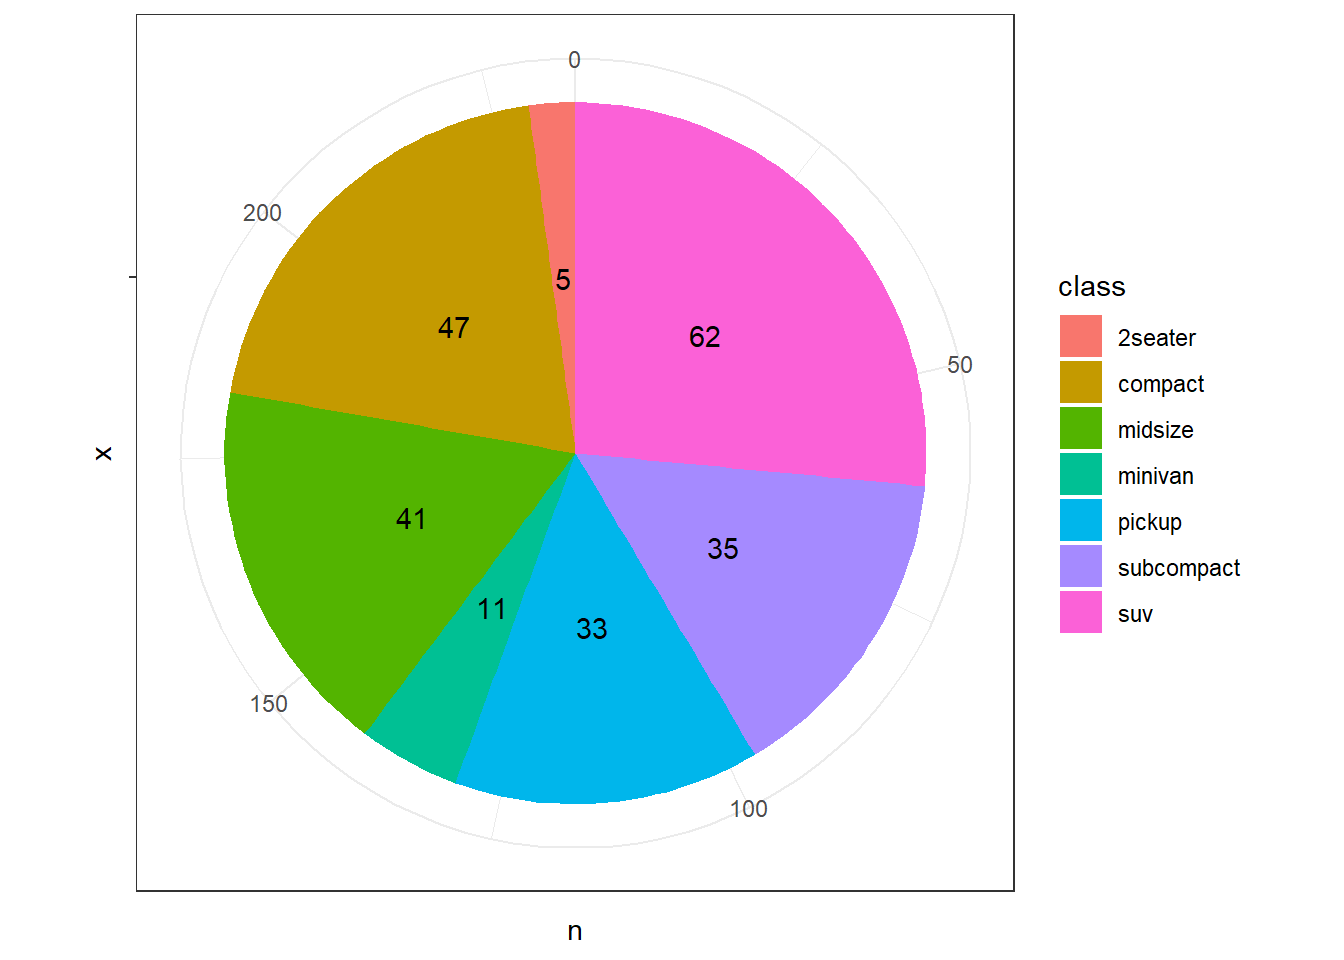 0
200
5
47
62
50
class
2seater
compact
midsize
minivan
pickup
subcompact
suv
x
41
35
11
33
150
100
n